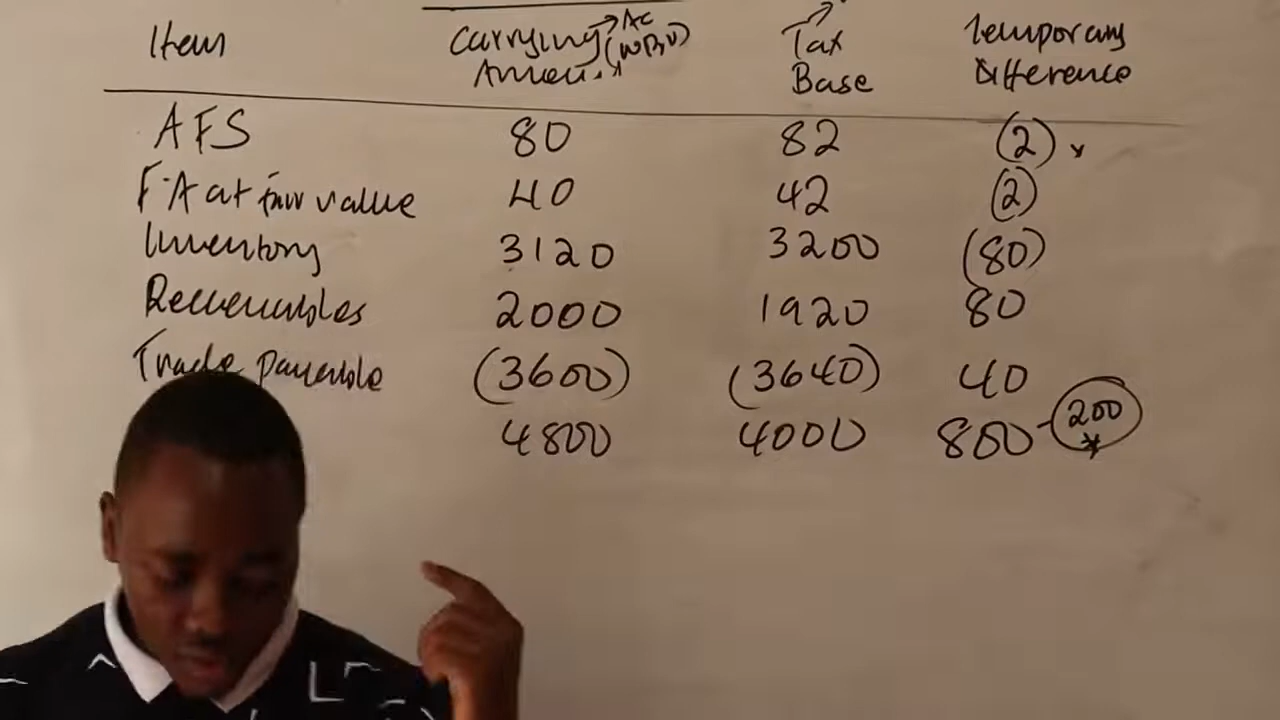 Item Carrying Amount AC (WDV) Tax Base Temporary Difference
AFS 80 82 (2) *
FA at fair value 40 42 (2)
Inventory 3120 3200 (80)
Receivables 2000 1920 80
Trade payable (3600) (3640) 40
4800 4000 800 - 200 *